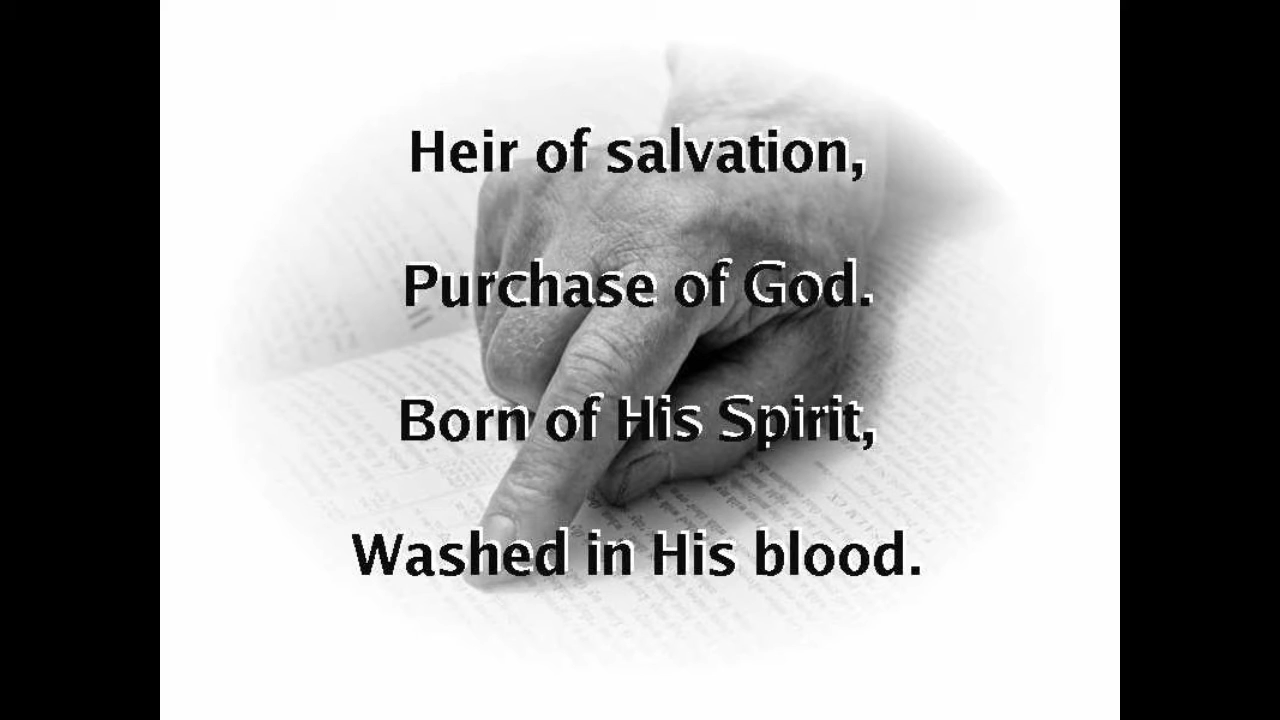 Heir of salvation,
Purchase of God.
Born of His Spirit,
Washed in His blood.